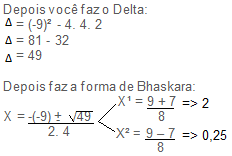 Depois você faz o Delta:
Δ = (-9)² - 4. 4. 2
Δ = 81 - 32
Δ = 49
Depois faz a forma de Bhaskara:
X = -(-9) ± √49 / 2. 4
X¹ = 9 + 7 / 8 => 2
X² = 9 – 7 / 8 => 0,25